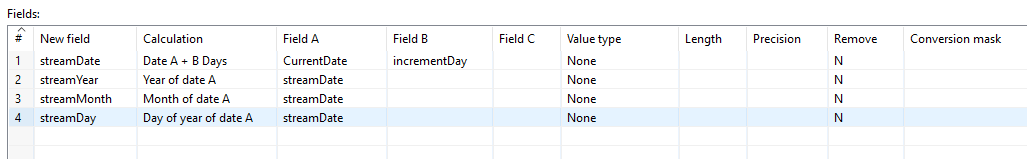 Fields:
# New field Calculation Field A Field B Field C Value type Length Precision Remove Conversion mask
1 streamDate Date A + B Days CurrentDate incrementDay None N
2 streamYear Year of date A streamDate None N
3 streamMonth Month of date A streamDate None N
4 streamDay Day of year of date A streamDate None N